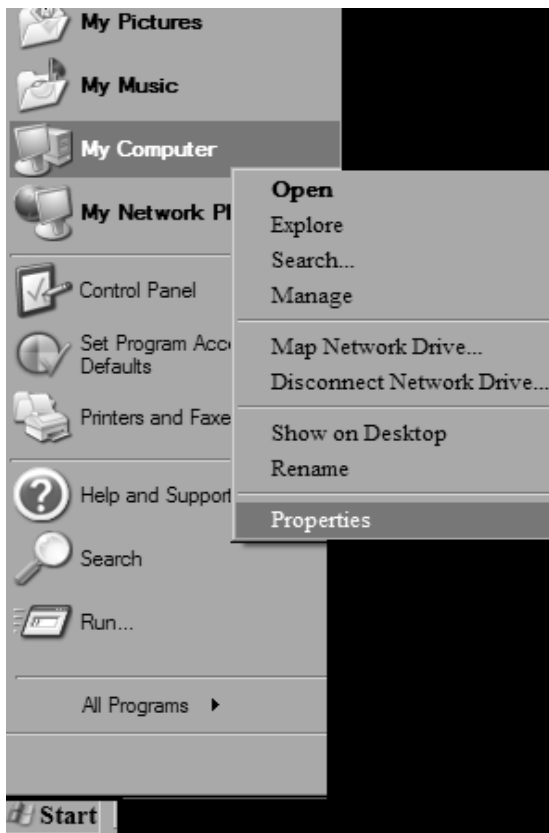 My Pictures
My Music
My Computer
My Network Pl
Control Panel
Set Program Acc
Defaults
Printers and Faxe
Help and Support
Search
Run...
All Programs
Open
Explore
Search...
Manage
Map Network Drive...
Disconnect Network Drive...
Show on Desktop
Rename
Properties
Start